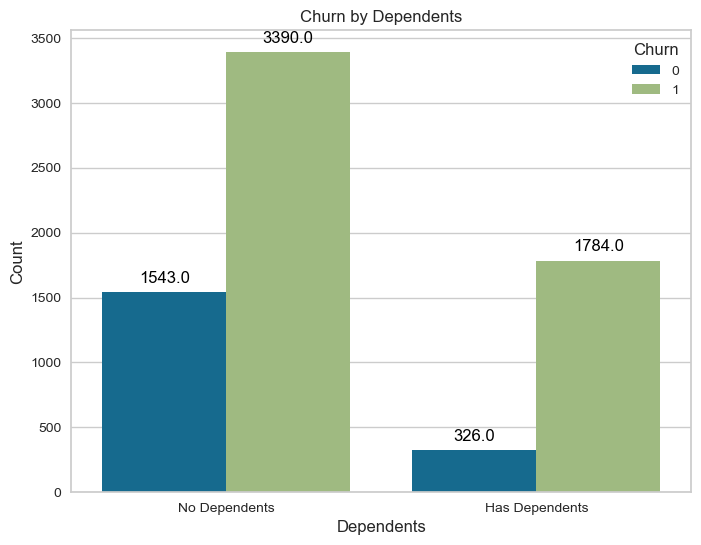 Churn by Dependents
3500
3000
2500
2000
1500
1000
500
0
Count
3390.0
1543.0
1784.0
326.0
Churn
0
1
No Dependents
Has Dependents
Dependents